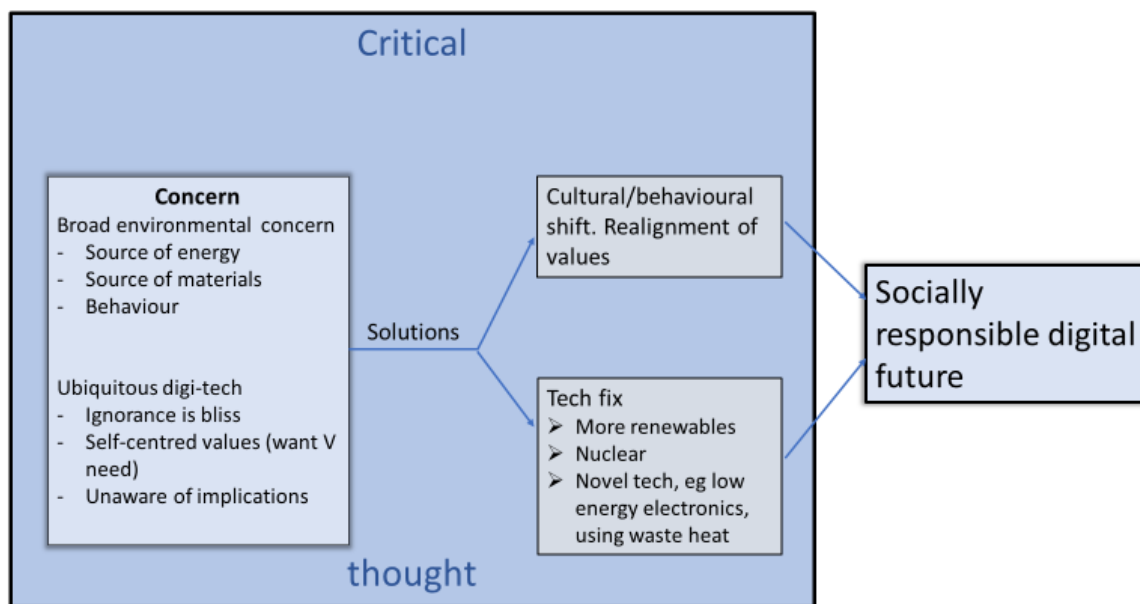 Critical
Concern
Broad environmental concern
- Source of energy
- Source of materials
- Behaviour
Ubiquitous digi-tech
- Ignorance is bliss
- Self-centred values (want V
need)
- Unaware of implications
Solutions
Cultural/behavioural
shift. Realignment of
values
Tech fix
➢ More renewables
➢ Nuclear
➢ Novel tech, eg low
energy electronics,
using waste heat
Socially
responsible digital
future
thought